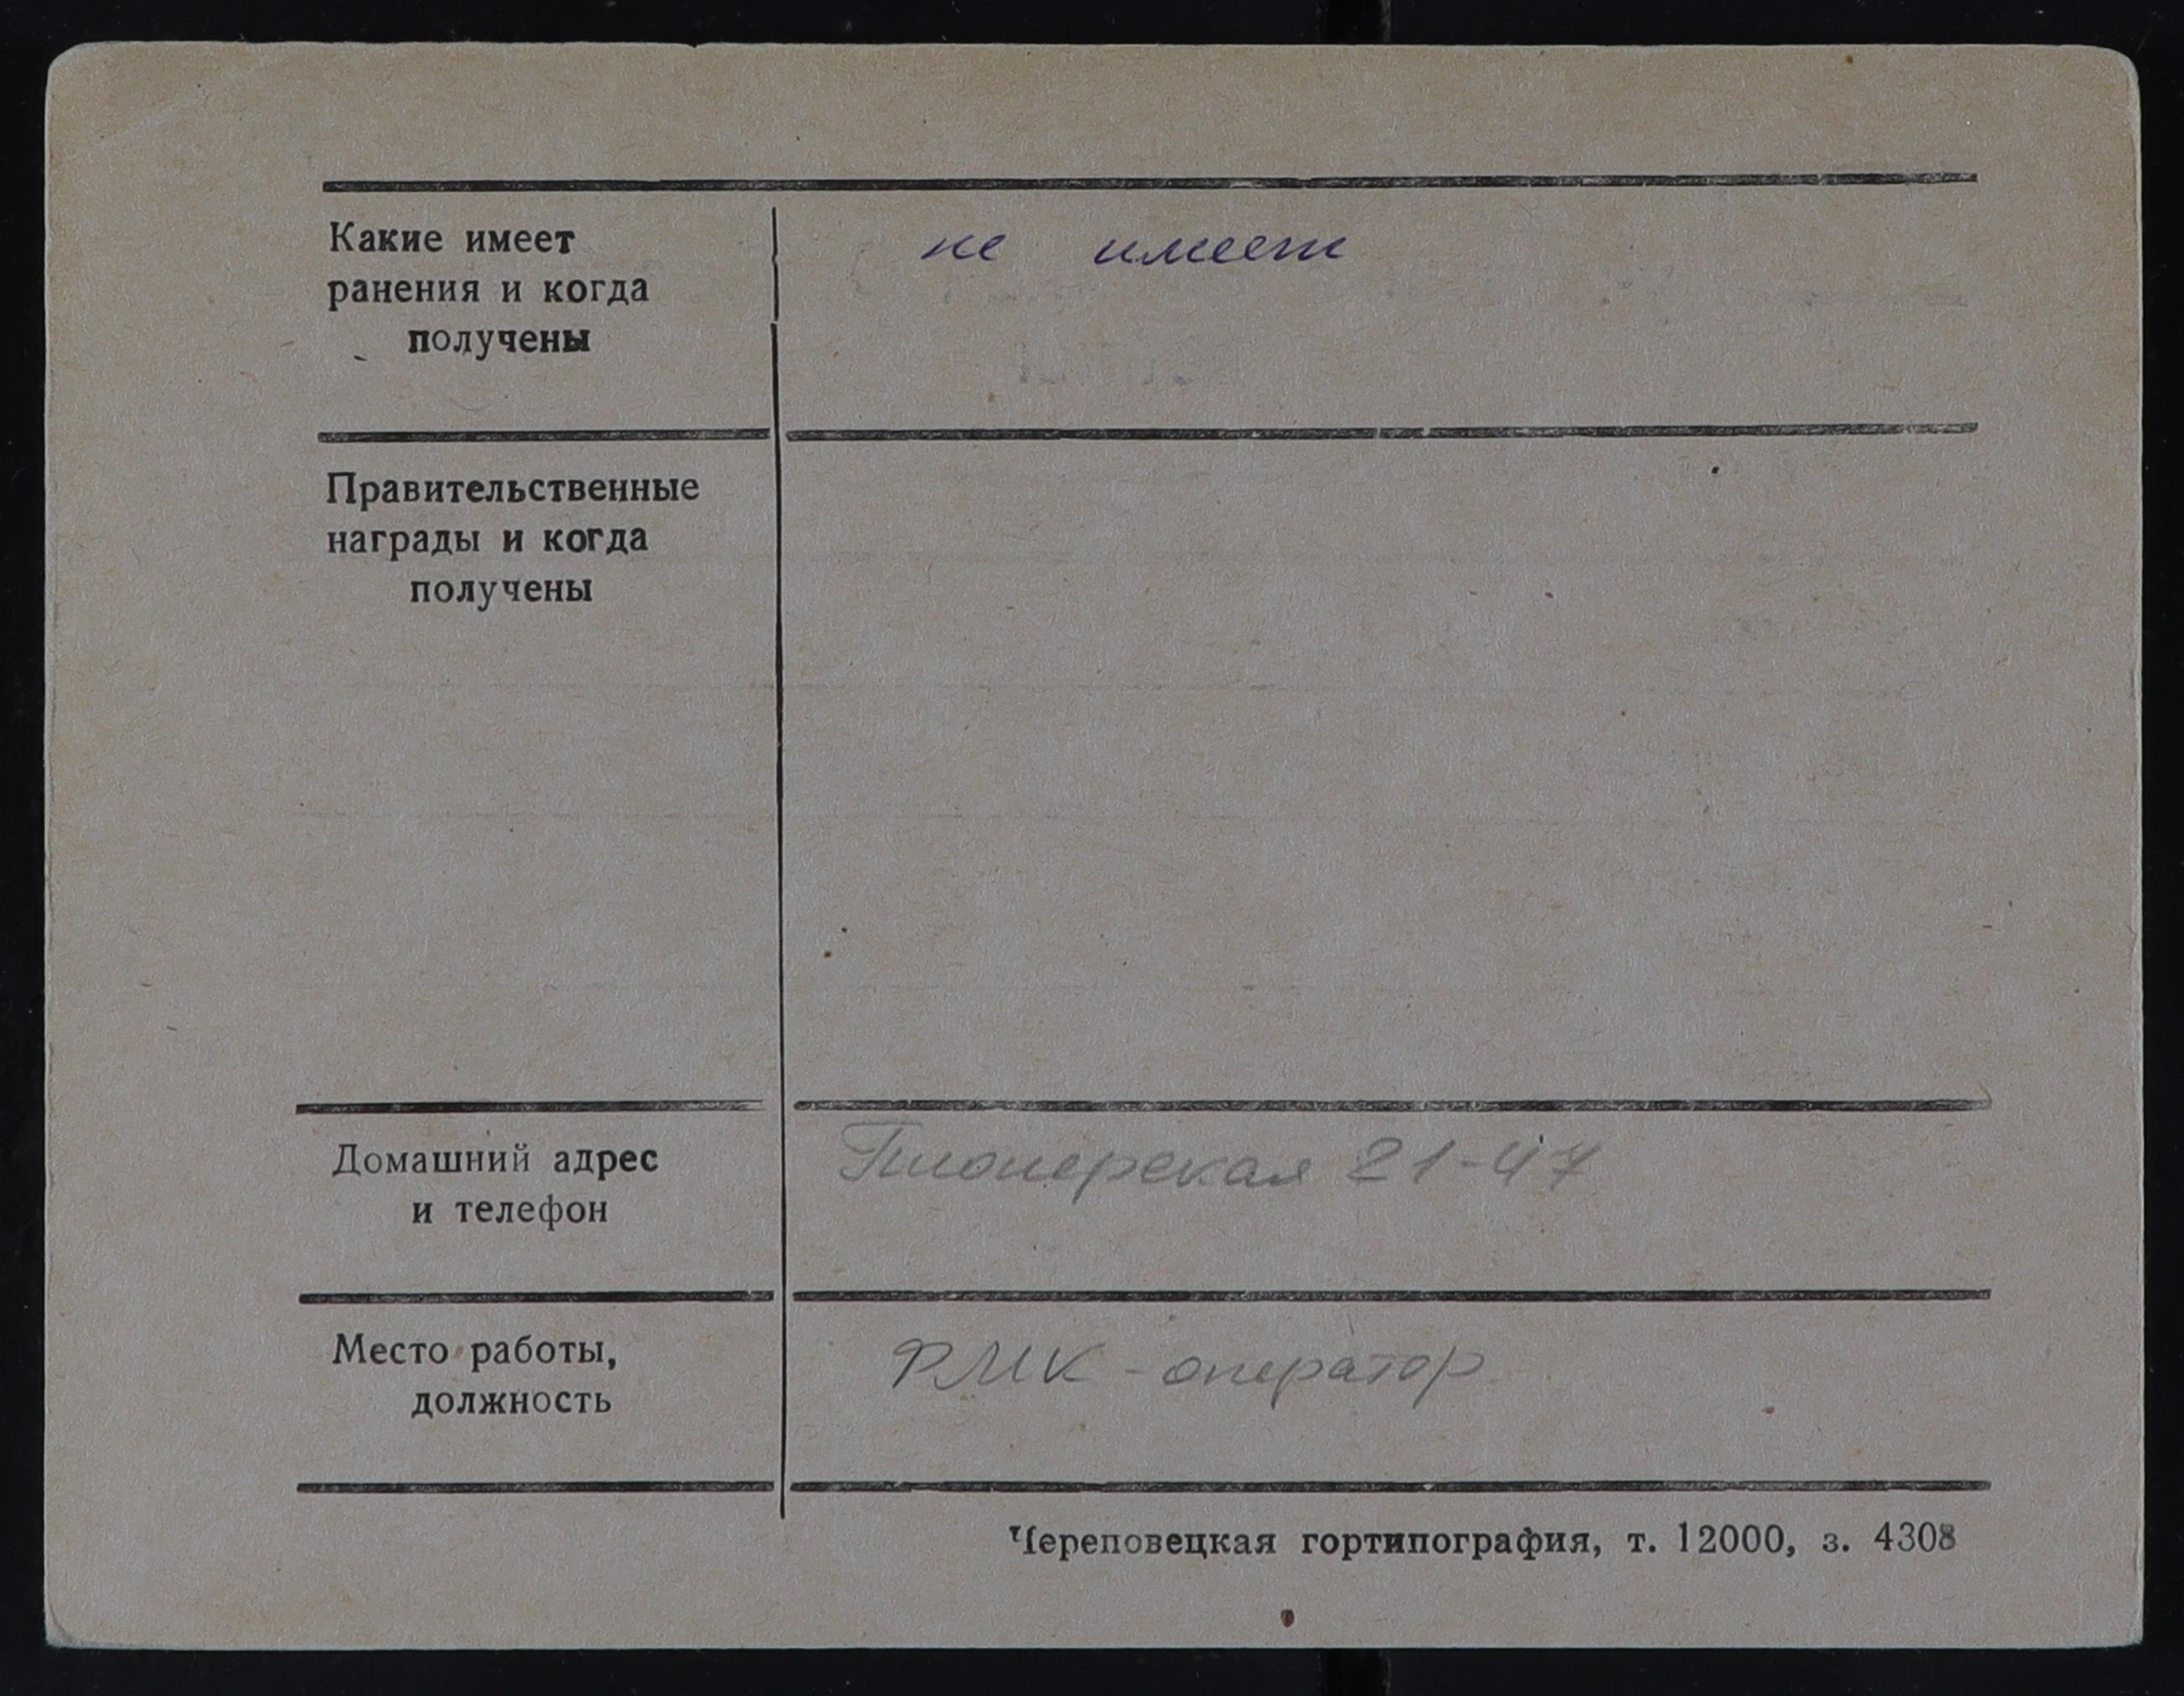 Какие имеет не имеет
ранения и когда
получены
Правительственные
награды и когда
получены
Домашний адрес Пионерская 21-47
и телефон
Место работы, ФМК - оператор
должность
Череповецкая гортипография, т. 12000, з. 4308